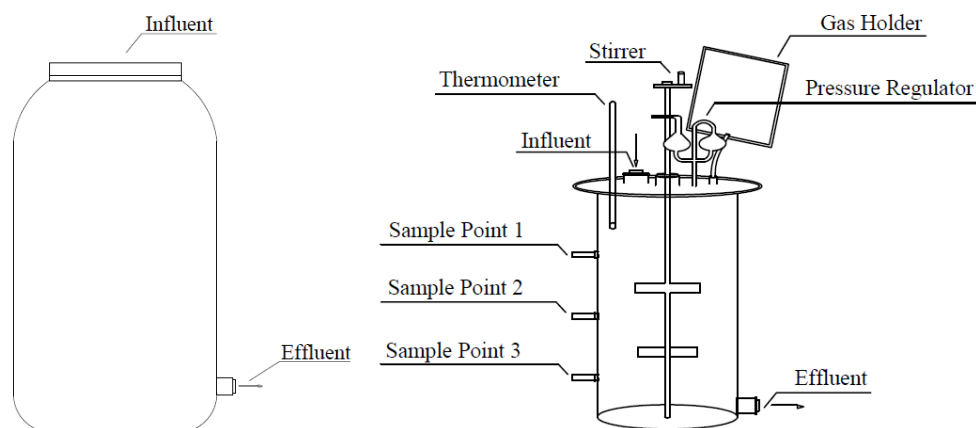 Influent
Effluent
Gas Holder
Stirrer
Thermometer
Pressure Regulator
Influent
Sample Point 1
Sample Point 2
Sample Point 3
Effluent